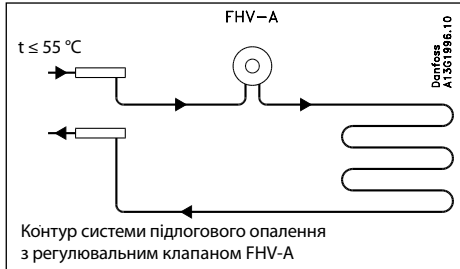 FHV–A
t ≤ 55 °C
Danfoss
A13G1996.10
Контур системи підлогового опалення
з регулювальним клапаном FHV-A